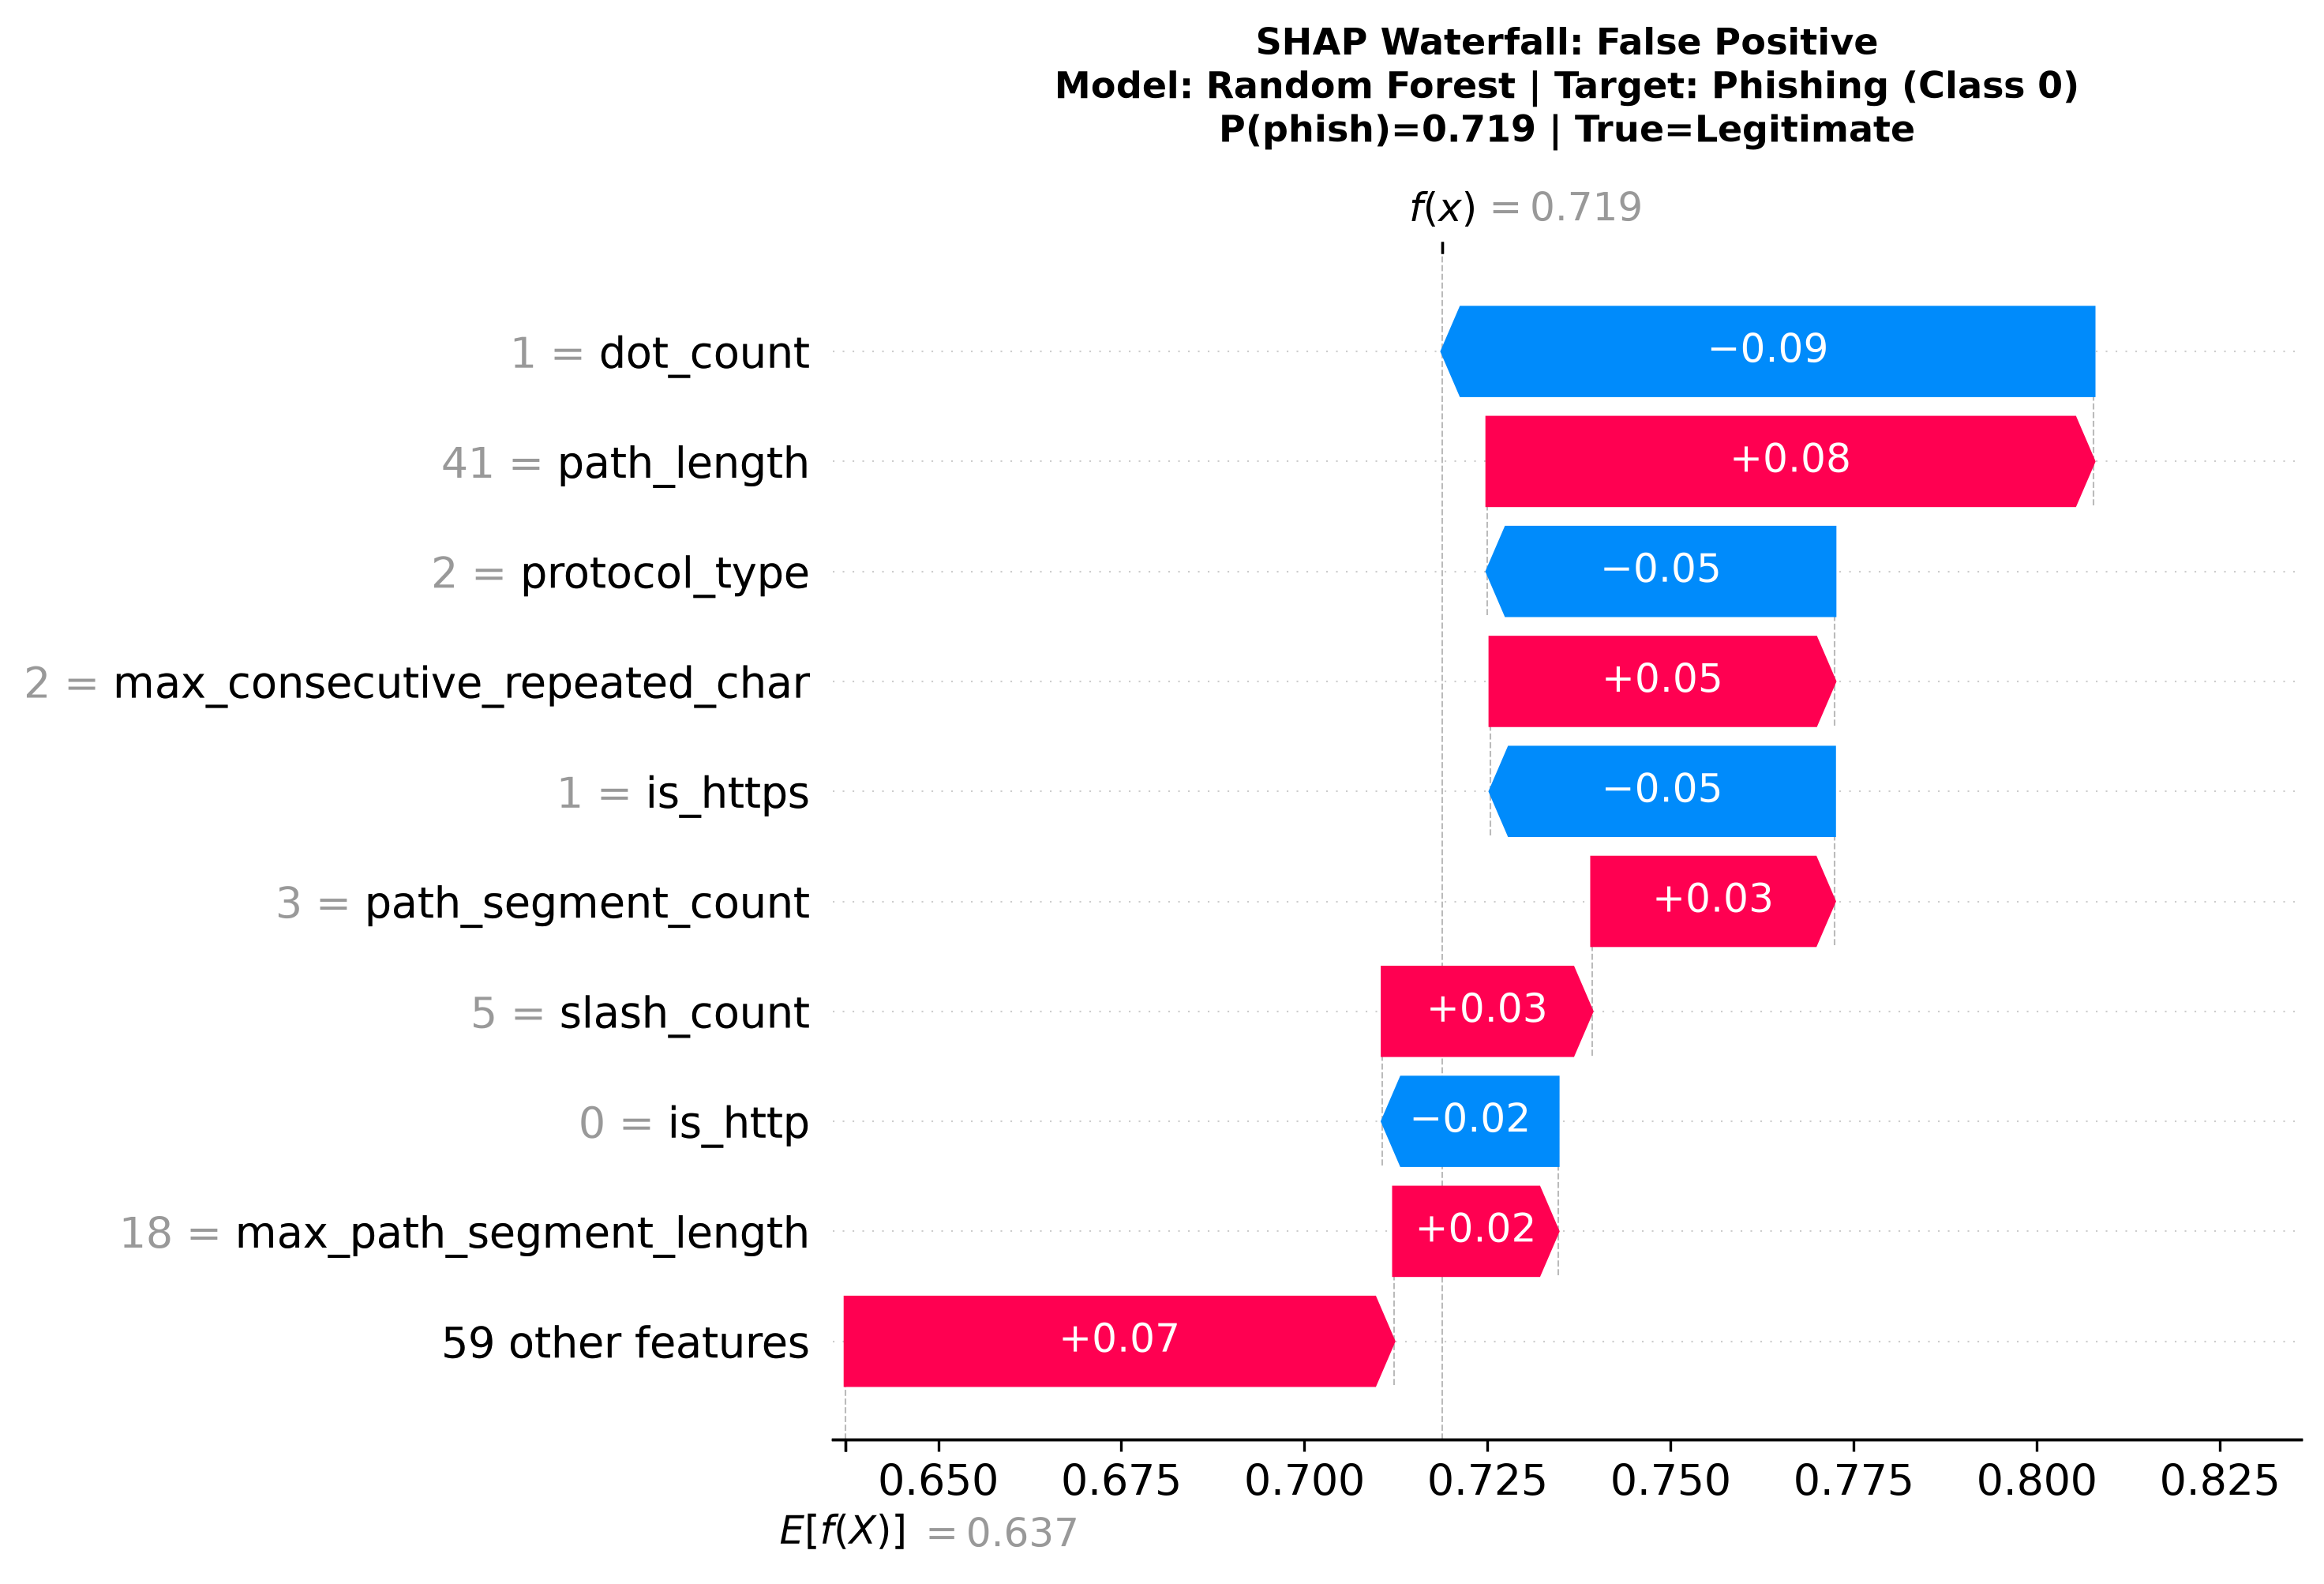 SHAP Waterfall: False Positive
Model: Random Forest | Target: Phishing (Class 0)
P(phish)=0.719 | True=Legitimate
f(x) = 0.719
1 = dot_count
−0.09
41 = path_length
+0.08
2 = protocol_type
−0.05
2 = max_consecutive_repeated_char
+0.05
1 = is_https
−0.05
3 = path_segment_count
+0.03
5 = slash_count
+0.03
0 = is_http
−0.02
18 = max_path_segment_length
+0.02
59 other features
+0.07
0.650 0.675 0.700 0.725 0.750 0.775 0.800 0.825
E[f(X)] = 0.637